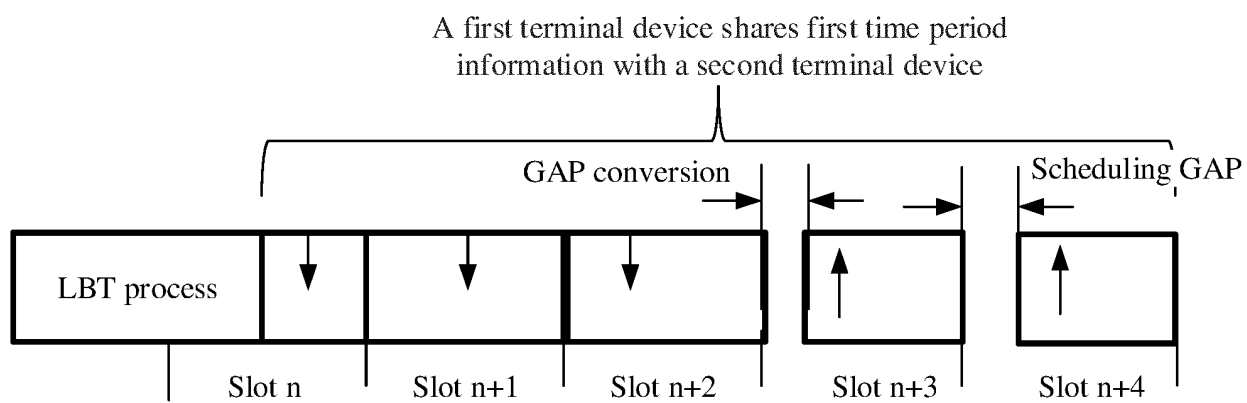 A first terminal device shares first time period
information with a second terminal device
GAP conversion
Scheduling GAP
LBT process
Slot n
Slot n+1
Slot n+2
Slot n+3
Slot n+4